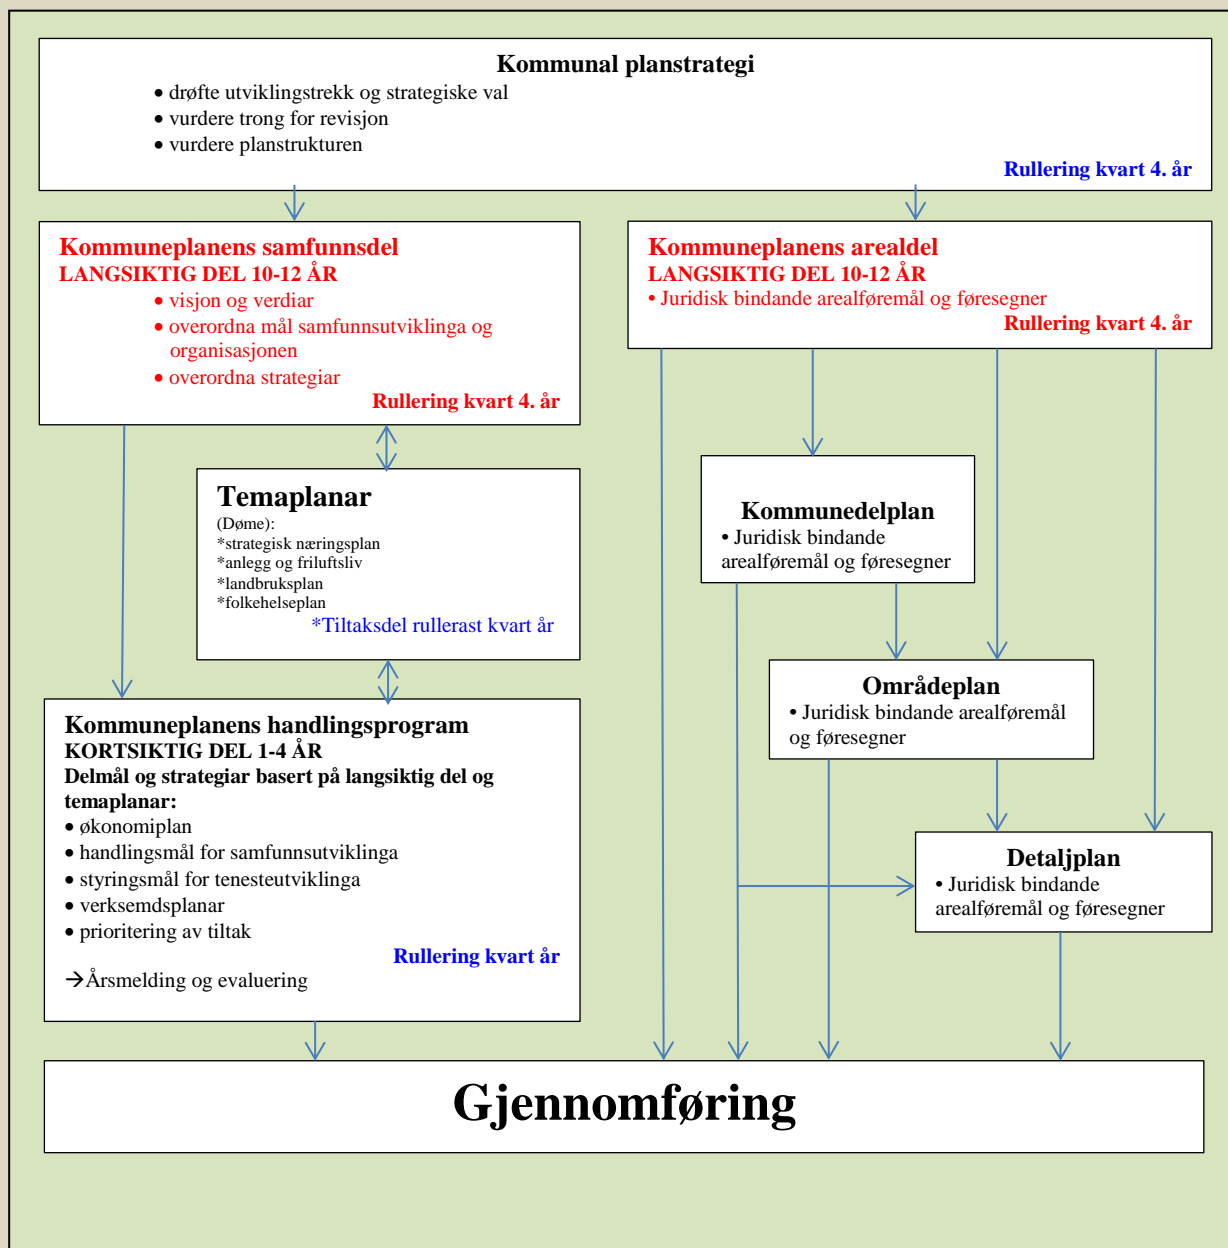 Kommunal planstrategi
• drøfte utviklingstrekk og strategiske val
• vurdere trong for revisjon
• vurdere planstrukturen
Rullering kvart 4. år
Kommuneplanens samfunnsdel
LANGSIKTIG DEL 10-12 ÅR
• visjon og verdiar
• overordna mål samfunnsutviklinga og
organisasjonen
• overordna strategiar
Rullering kvart 4. år
Kommuneplanens arealdel
LANGSIKTIG DEL 10-12 ÅR
• Juridisk bindande arealføremål og føresegner
Rullering kvart 4. år
Temaplanar
(Døme):
*strategisk næringsplan
*anlegg og friluftsliv
*landbruksplan
*folkehelseplan
*Tiltaksdel rullerast kvart år
Kommunedelplan
• Juridisk bindande
arealføremål og føresegner
Områdeplan
• Juridisk bindande arealføremål
og føresegner
Kommuneplanens handlingsprogram
KORTSIKTIG DEL 1-4 ÅR
Delmål og strategiar basert på langsiktig del og
temaplanar:
• økonomiplan
• handlingsmål for samfunnsutviklinga
• styringsmål for tenesteutviklinga
• verksemdsplanar
• prioritering av tiltak
Rullering kvart år
→Årsmelding og evaluering
Detaljplan
• Juridisk bindande
arealføremål og føresegner
Gjennomføring